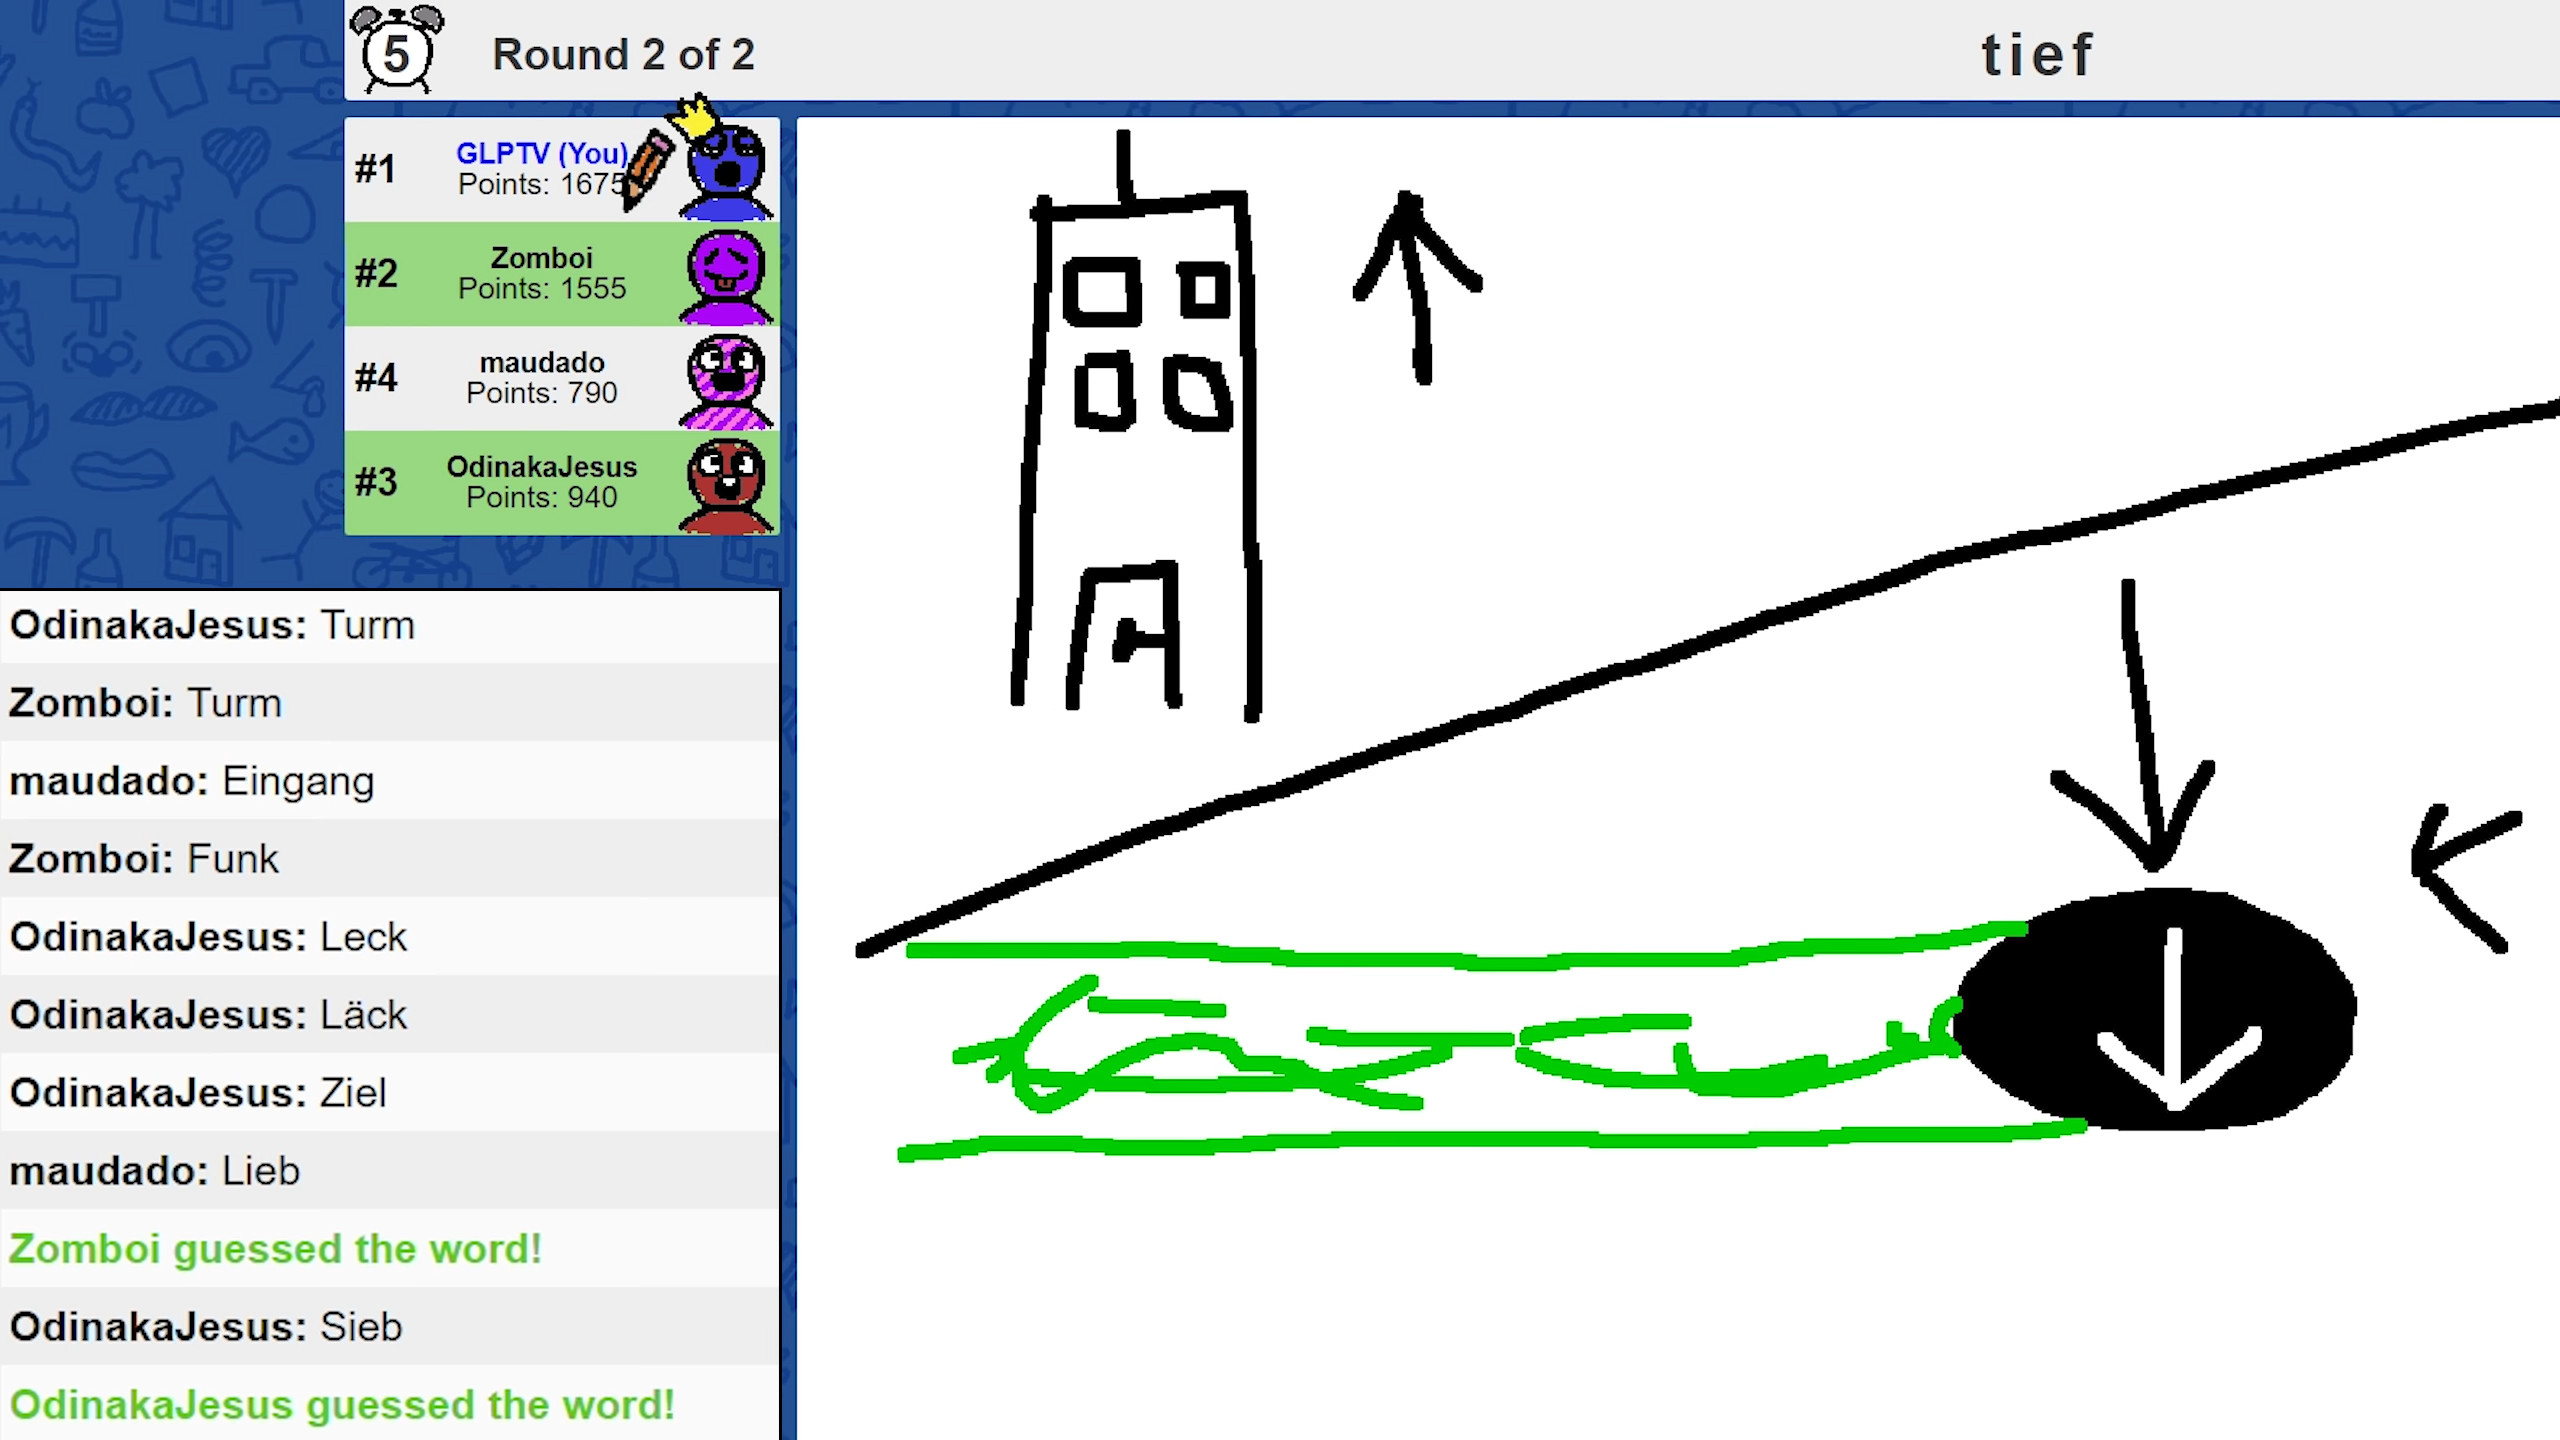 5
Round 2 of 2
tief
#1
GLPTV (You)
Points: 1675
#2
Zomboi
Points: 1555
#4
maudado
Points: 790
#3
OdinakaJesus
Points: 940
OdinakaJesus: Turm
Zomboi: Turm
maudado: Eingang
Zomboi: Funk
OdinakaJesus: Leck
OdinakaJesus: Läck
OdinakaJesus: Ziel
maudado: Lieb
Zomboi guessed the word!
OdinakaJesus: Sieb
OdinakaJesus guessed the word!